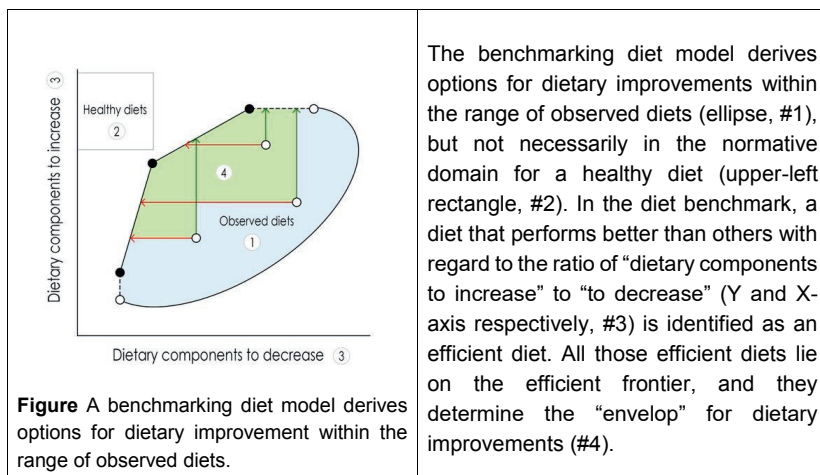 Dietary components to increase 3
Healthy diets
2
4
Observed diets
1
Dietary components to decrease 3
Figure A benchmarking diet model derives
options for dietary improvement within the
range of observed diets.
The benchmarking diet model derives
options for dietary improvements within
the range of observed diets (ellipse, #1),
but not necessarily in the normative
domain for a healthy diet (upper-left
rectangle, #2). In the diet benchmark, a
diet that performs better than others with
regard to the ratio of “dietary components
to increase” to “to decrease” (Y and X-
axis respectively, #3) is identified as an
efficient diet. All those efficient diets lie
on the efficient frontier, and they
determine the “envelop” for dietary
improvements (#4).